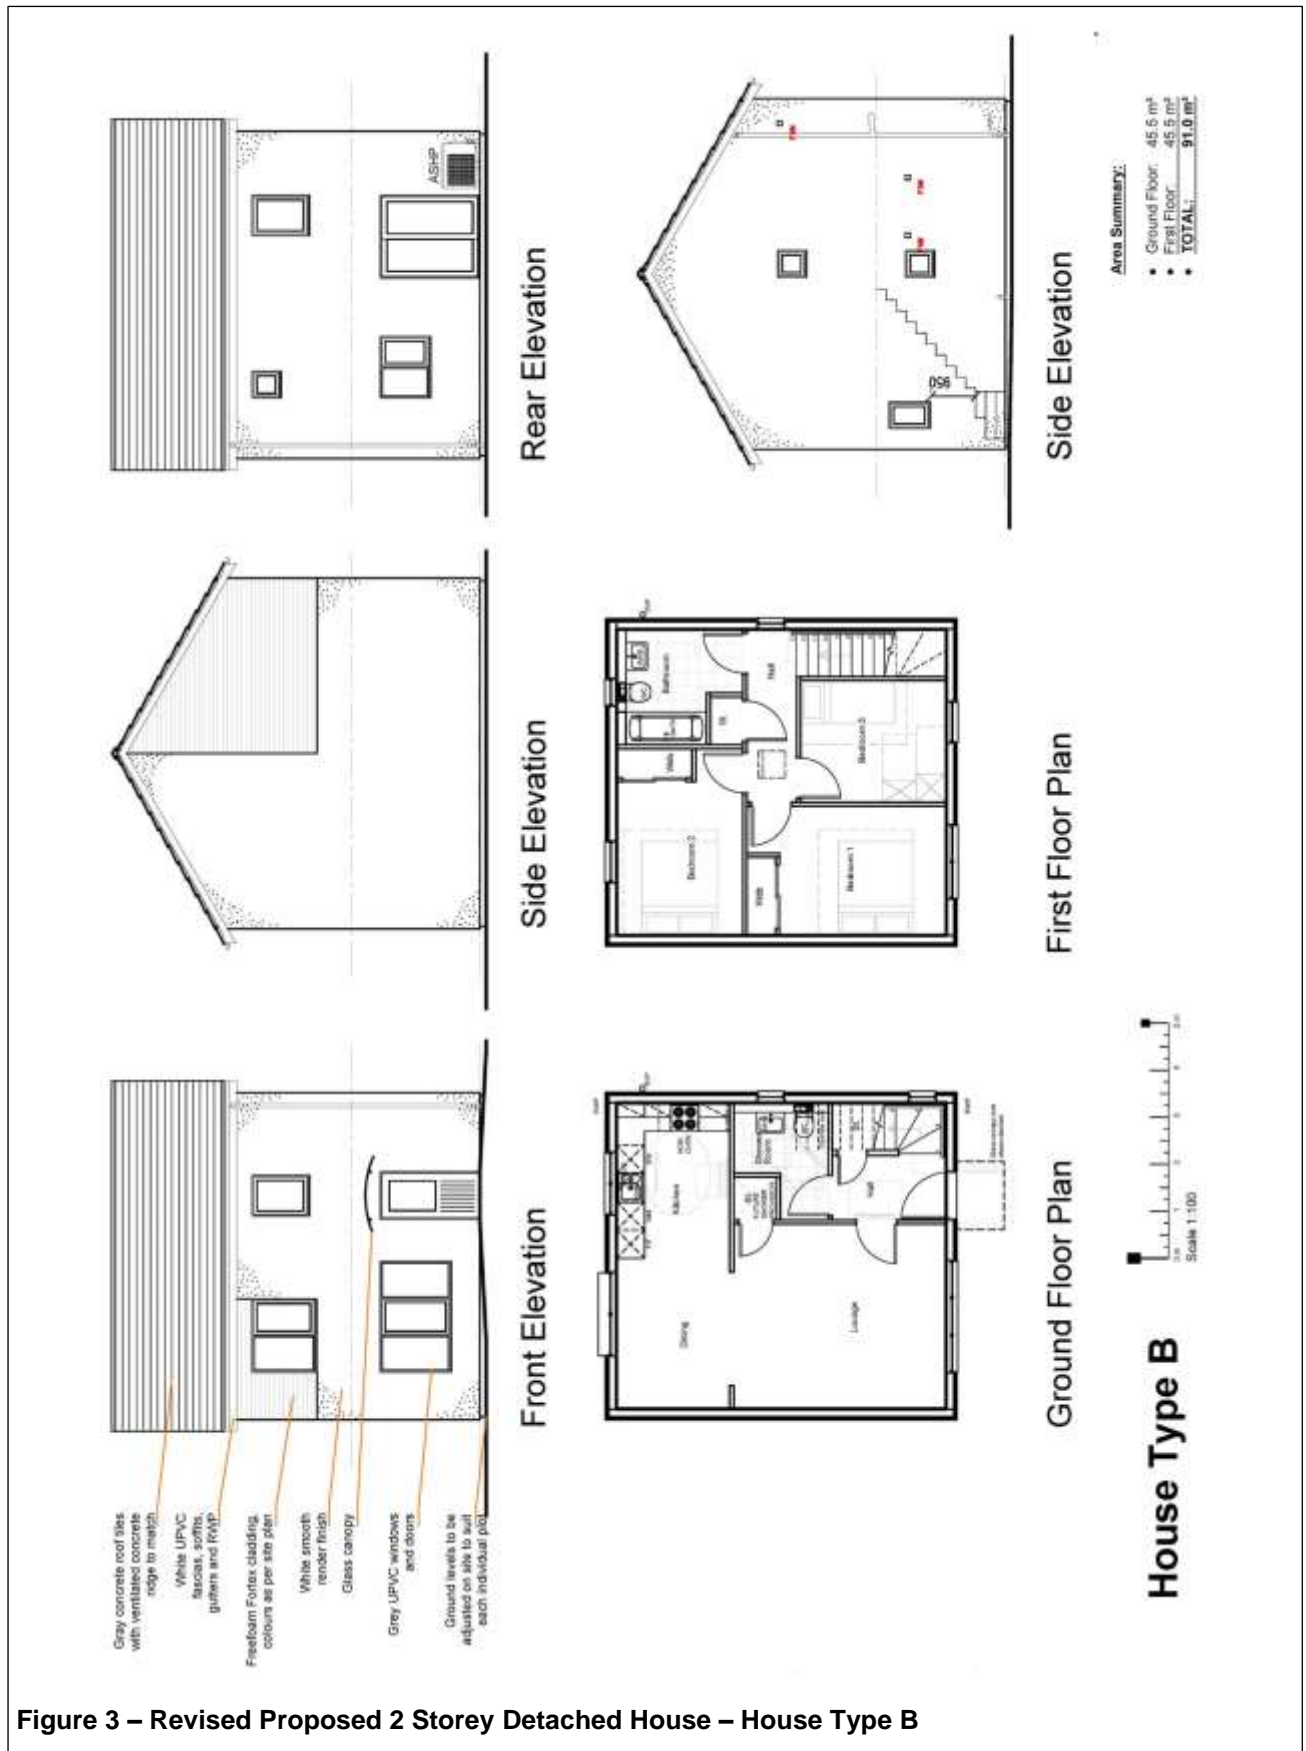 Gray concrete roof tiles
with ventilated concrete
ridge to match
White UPVC
fascias, soffits,
gutters and RWP
Freefoam Fortex cladding,
colours as per site plan
White smooth
render finish
Glass canopy
Grey UPVC windows
and doors
Ground levels to be
adjusted on site to suit
each individual plot
Front Elevation
Side Elevation
ASHP
Rear Elevation
Kitchen
Shower
Room
Hall
Dining
Lounge
Ground Floor Plan
Bathroom
Hall
Bedroom 2
Bedroom 1
First Floor Plan
950
Side Elevation
Area Summary:
• Ground Floor: 45.5 m²
• First Floor: 45.5 m²
• TOTAL: 91.0 m²
House Type B
Scale 1:100
Figure 3 – Revised Proposed 2 Storey Detached House – House Type B